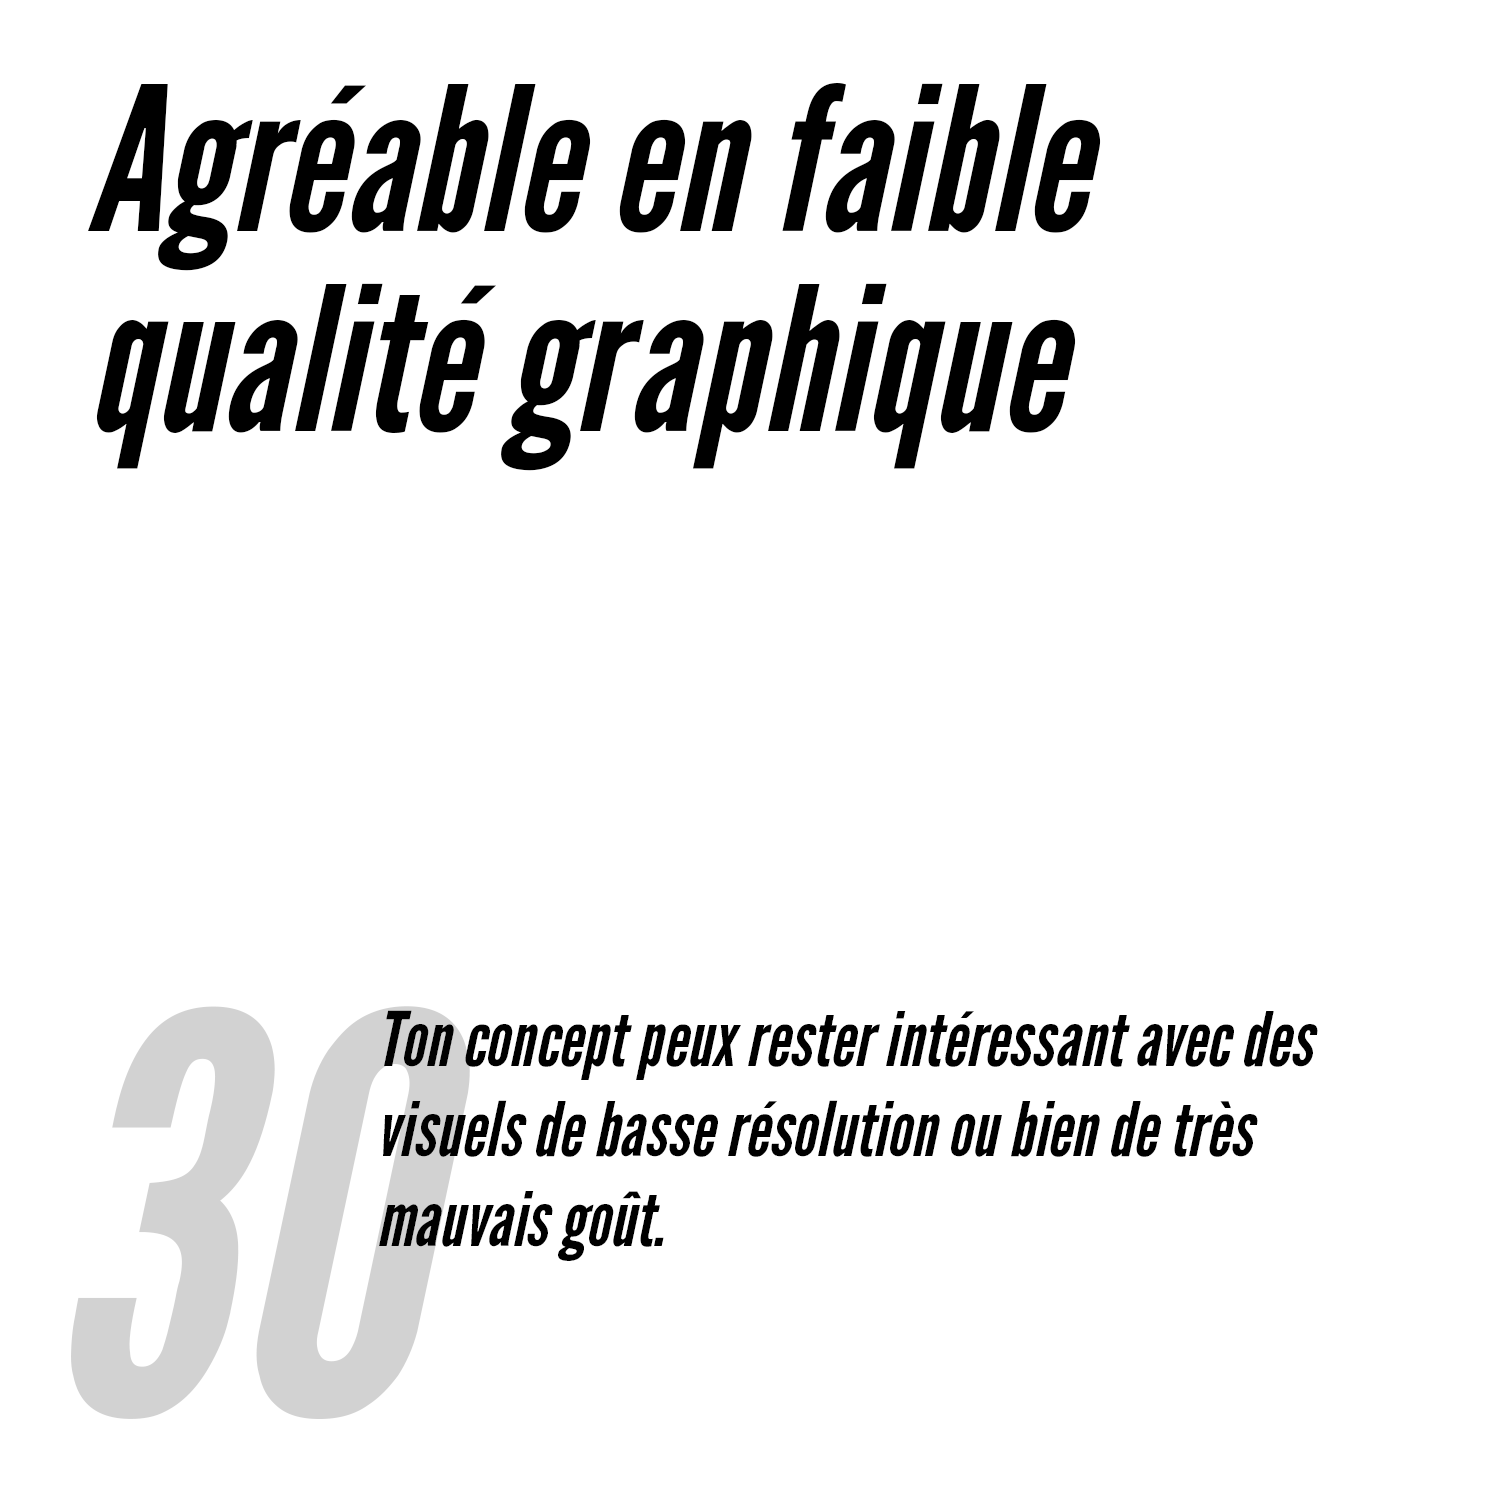 Agréable en faible
qualité graphique
30
Ton concept peux rester intéressant avec des
visuels de basse résolution ou bien de très
mauvais goût.